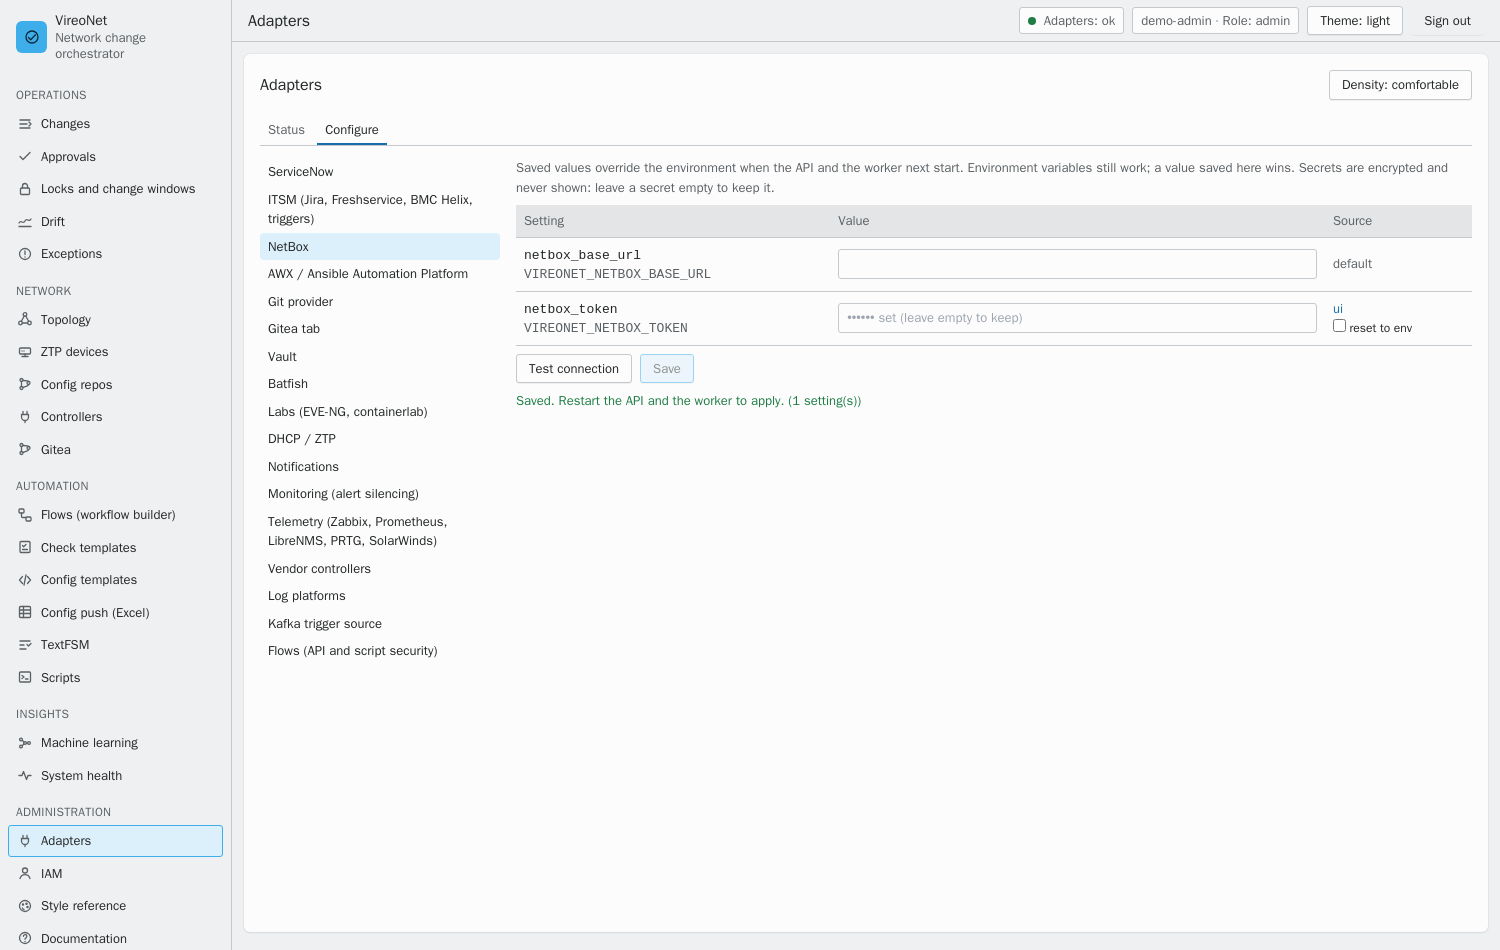 VireoNet
Network change
orchestrator
OPERATIONS
Changes
Approvals
Locks and change windows
Drift
Exceptions
NETWORK
Topology
ZTP devices
Config repos
Controllers
Gitea
AUTOMATION
Flows (workflow builder)
Check templates
Config templates
Config push (Excel)
TextFSM
Scripts
INSIGHTS
Machine learning
System health
ADMINISTRATION
Adapters
IAM
Style reference
Documentation
Adapters
Adapters: ok
demo-admin · Role: admin
Theme: light
Sign out
Adapters
Density: comfortable
Status
Configure
ServiceNow
ITSM (Jira, Freshservice, BMC Helix,
triggers)
NetBox
AWX / Ansible Automation Platform
Git provider
Gitea tab
Vault
Batfish
Labs (EVE-NG, containerlab)
DHCP / ZTP
Notifications
Monitoring (alert silencing)
Telemetry (Zabbix, Prometheus,
LibreNMS, PRTG, SolarWinds)
Vendor controllers
Log platforms
Kafka trigger source
Flows (API and script security)
Saved values override the environment when the API and the worker next start. Environment variables still work; a value saved here wins. Secrets are encrypted and
never shown: leave a secret empty to keep it.
Setting
Value
Source
netbox_base_url
VIREONET_NETBOX_BASE_URL
default
netbox_token
VIREONET_NETBOX_TOKEN
•••••• set (leave empty to keep)
ui
reset to env
Test connection
Save
Saved. Restart the API and the worker to apply. (1 setting(s))